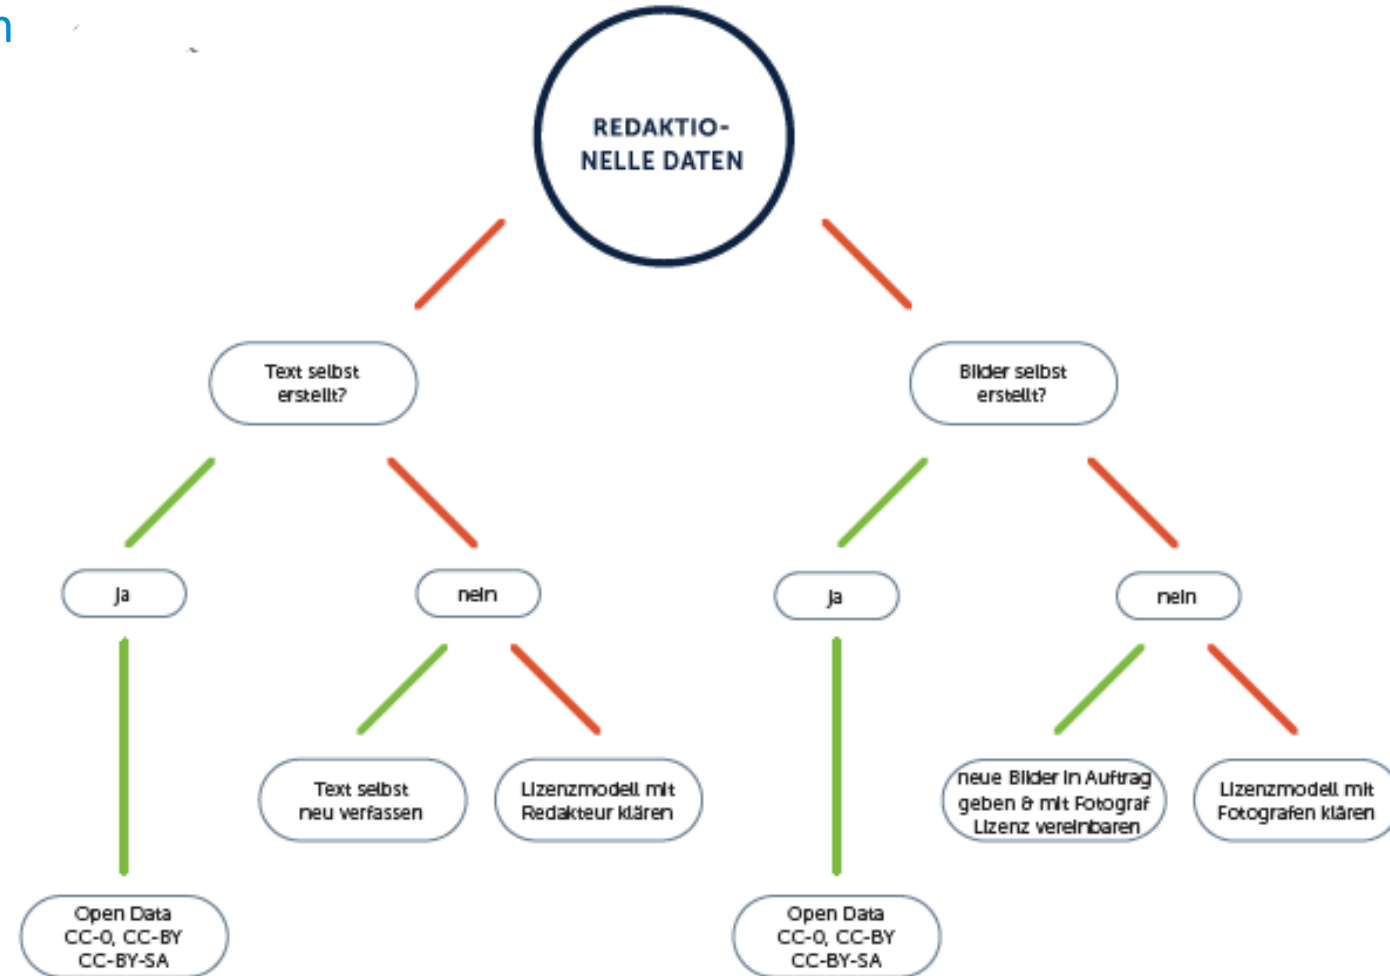 n
REDAKTIO-
NELLE DATEN
Text selbst
erstellt?
Bilder selbst
erstellt?
Ja
nein
Ja
nein
Text selbst
neu verfassen
Lizenzmodell mit
Redakteur klären
neue Bilder in Auftrag
geben & mit Fotograf
Lizenz vereinbaren
Lizenzmodell mit
Fotografen klären
Open Data
CC-0, CC-BY
CC-BY-SA
Open Data
CC-0, CC-BY
CC-BY-SA